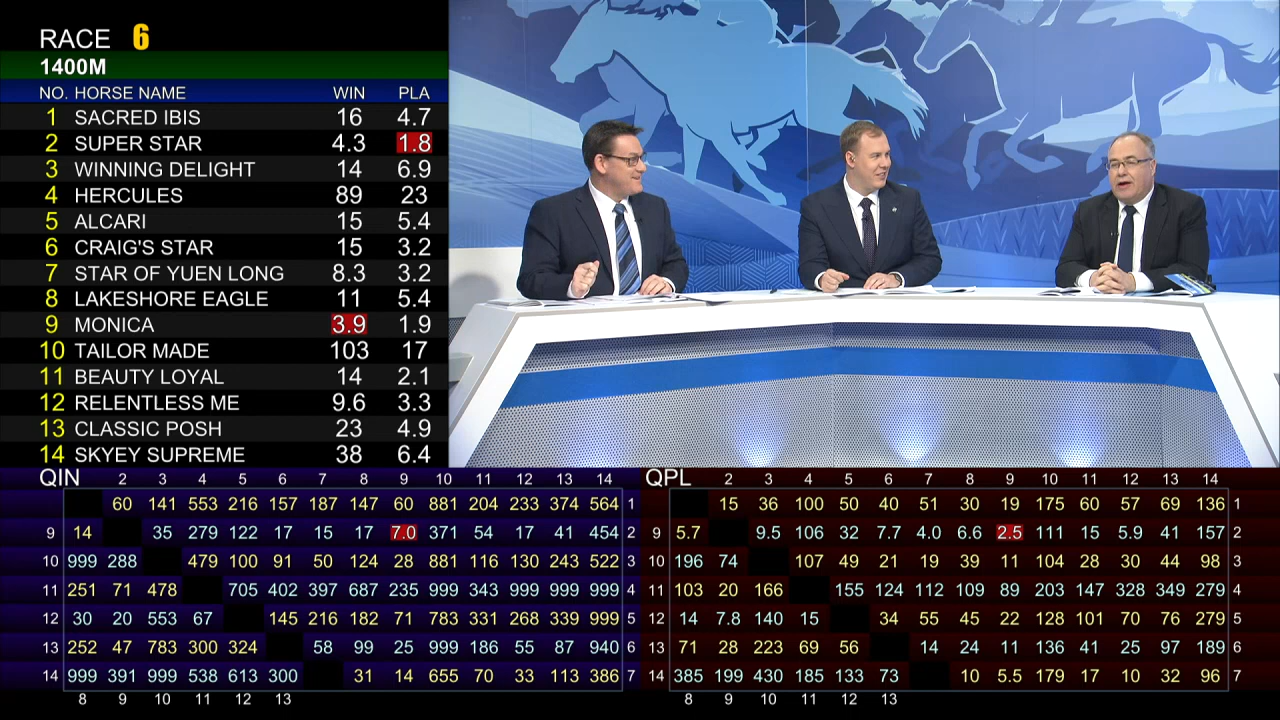 RACE 6
1400M
NO. HORSE NAME WIN PLA
1 SACRED IBIS 16 4.7
2 SUPER STAR 4.3 1.8
3 WINNING DELIGHT 14 6.9
4 HERCULES 89 23
5 ALCARI 15 5.4
6 CRAIG'S STAR 15 3.2
7 STAR OF YUEN LONG 8.3 3.2
8 LAKESHORE EAGLE 11 5.4
9 MONICA 3.9 1.9
10 TAILOR MADE 103 17
11 BEAUTY LOYAL 14 2.1
12 RELENTLESS ME 9.6 3.3
13 CLASSIC POSH 23 4.9
14 SKYEY SUPREME 38 6.4
QIN 2 3 4 5 6 7 8 9 10 11 12 13 14
60 141 553 216 157 187 147 60 881 204 233 374 564 1
9 14 35 279 122 17 15 17 7.0 371 54 17 41 454 2
10 999 288 479 100 91 50 124 28 881 116 130 243 522 3
11 251 71 478 705 402 397 687 235 999 343 999 999 999 4
12 30 20 553 67 145 216 182 71 783 331 268 339 999 5
13 252 47 783 300 324 58 99 25 999 186 55 87 940 6
14 999 391 999 538 613 300 31 14 655 70 33 113 386 7
8 9 10 11 12 13
QPL 2 3 4 5 6 7 8 9 10 11 12 13 14
15 36 100 50 40 51 30 19 175 60 57 69 136 1
9 5.7 9.5 106 32 7.7 4.0 6.6 2.5 111 15 5.9 41 157 2
10 196 74 107 49 21 19 39 11 104 28 30 44 98 3
11 103 20 166 155 124 112 109 89 203 147 328 349 279 4
12 14 7.8 140 15 34 55 45 22 128 101 70 76 279 5
13 71 28 223 69 56 14 24 11 136 41 25 97 189 6
14 385 199 430 185 133 73 10 5.5 179 17 10 32 96 7
8 9 10 11 12 13